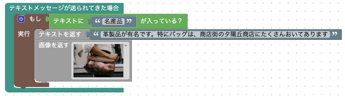 テキストメッセージが送られてきた場合
もし テキストに “ 名産品 ” が入っている？
実行 テキストを返す “ 革製品が有名です。特にバッグは、商店街の夕陽丘商店にたくさんおいてあります ”
画像を返す